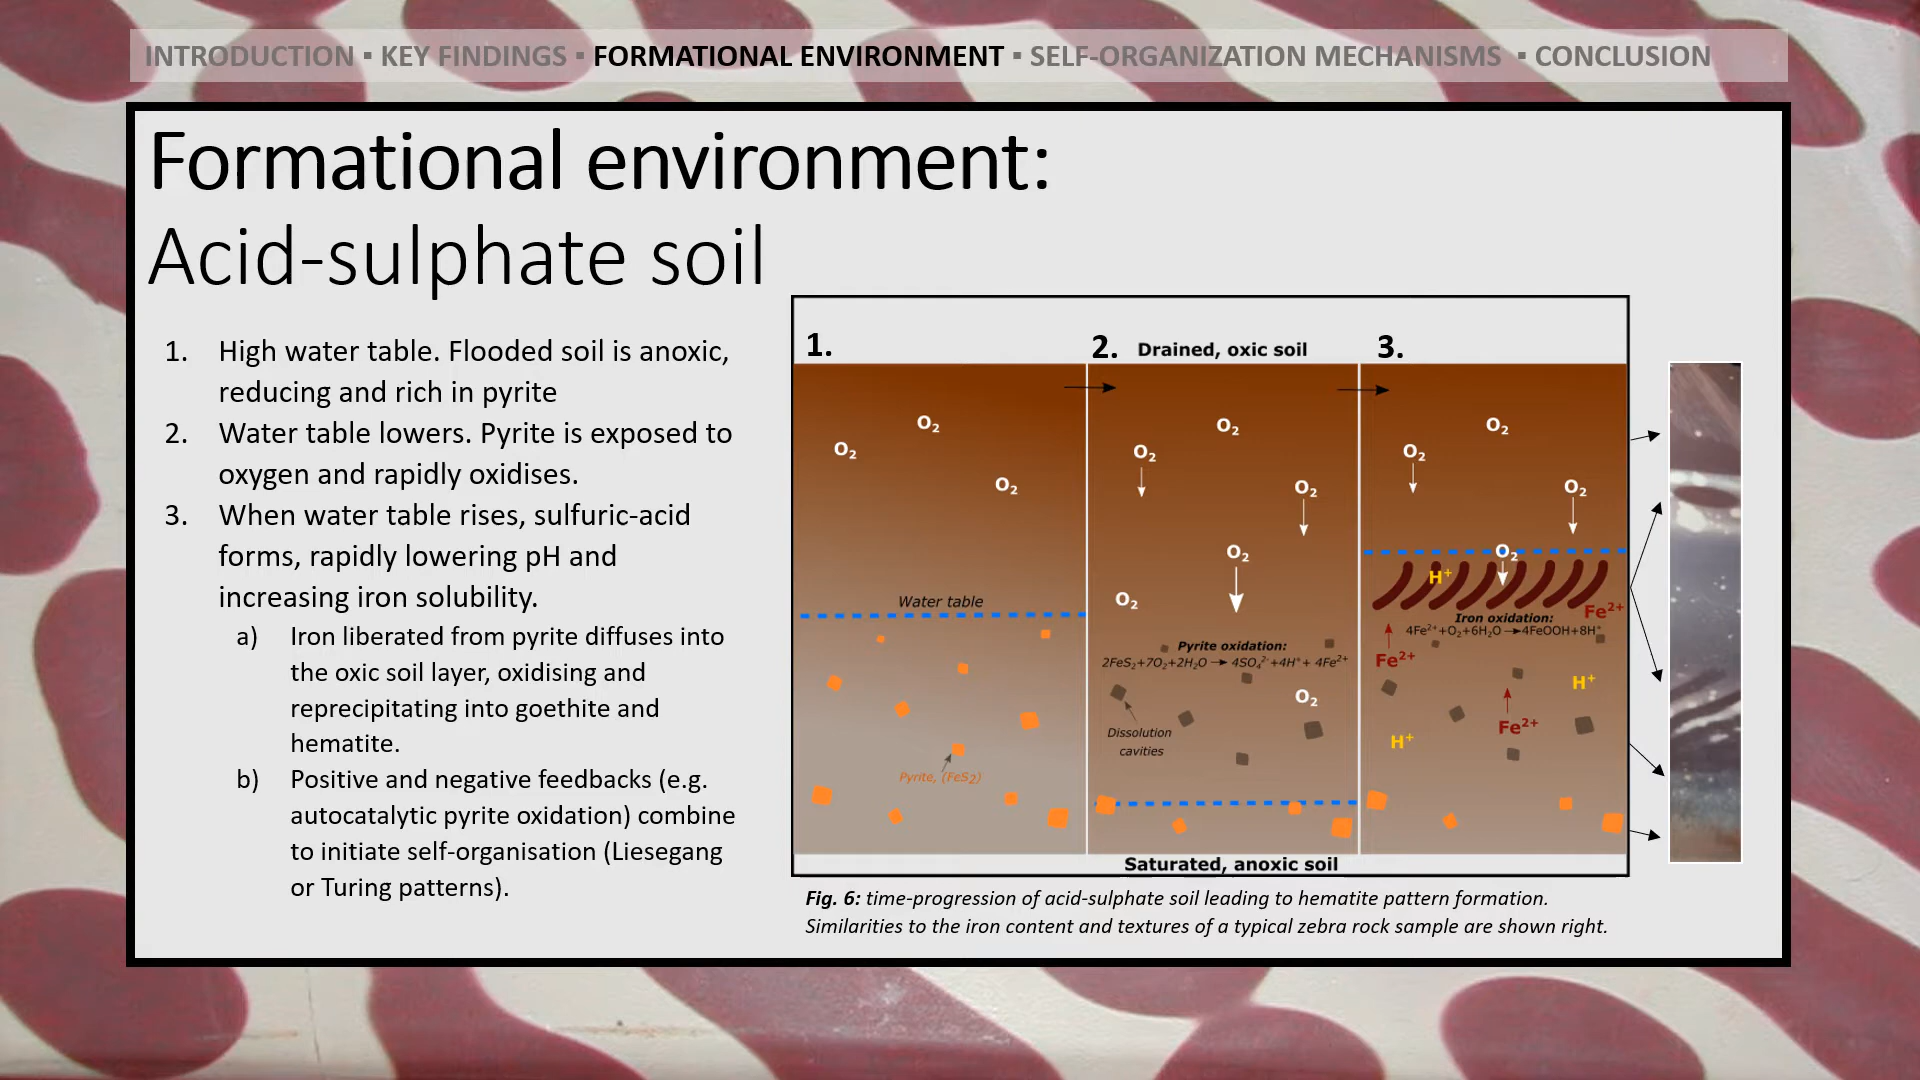 INTRODUCTION ▪ KEY FINDINGS ▪ FORMATIONAL ENVIRONMENT ▪ SELF-ORGANIZATION MECHANISMS ▪ CONCLUSION
Formational environment:
Acid-sulphate soil
1. High water table. Flooded soil is anoxic,
reducing and rich in pyrite
2. Water table lowers. Pyrite is exposed to
oxygen and rapidly oxidises.
3. When water table rises, sulfuric-acid
forms, rapidly lowering pH and
increasing iron solubility.
a) Iron liberated from pyrite diffuses into
the oxic soil layer, oxidising and
reprecipitating into goethite and
hematite.
b) Positive and negative feedbacks (e.g.
autocatalytic pyrite oxidation) combine
to initiate self-organisation (Liesegang
or Turing patterns).
1.
2.
Drained, oxic soil
3.
O₂
O₂
O₂
Water table
Pyrite, (FeS₂)
O₂
O₂
O₂
O₂
O₂
Pyrite oxidation:
2FeS₂+7O₂+2H₂O → 4SO₄²⁻+4H⁺+ 4Fe²⁺
O₂
Dissolution
cavities
O₂
O₂
O₂
O₂
H⁺
Fe²⁺
Iron oxidation:
4Fe²⁺+O₂+6H₂O →4FeOOH+8H⁺
Fe²⁺
H⁺
Fe²⁺
H⁺
Saturated, anoxic soil
Fig. 6: time-progression of acid-sulphate soil leading to hematite pattern formation.
Similarities to the iron content and textures of a typical zebra rock sample are shown right.